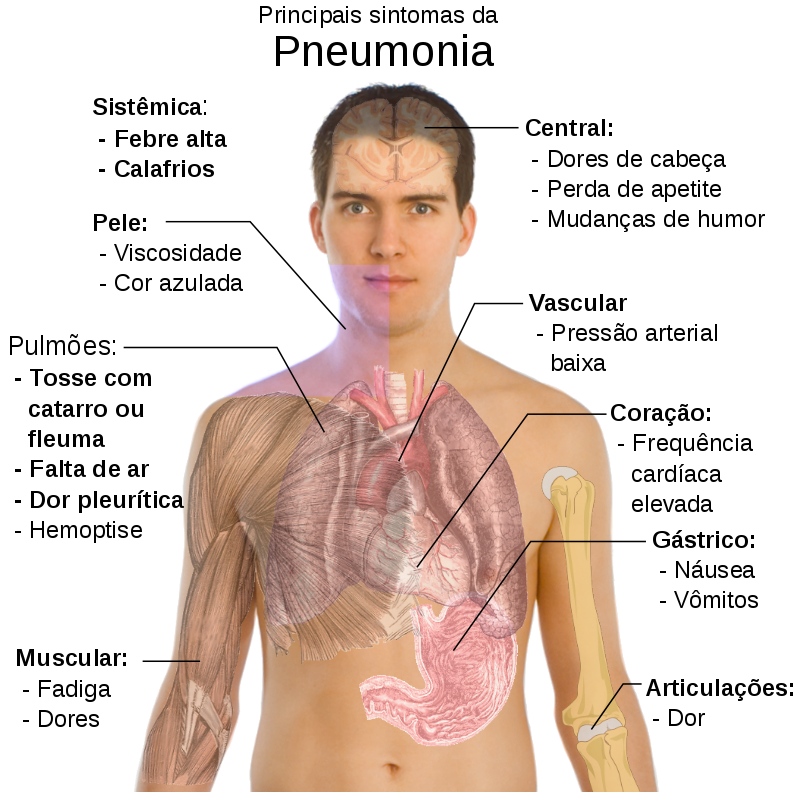 Principais sintomas da
Pneumonia
Sistêmica:
- Febre alta
- Calafrios
Pele:
- Viscosidade
- Cor azulada
Pulmões:
- Tosse com
catarro ou
fleuma
- Falta de ar
- Dor pleurítica
- Hemoptise
Muscular:
- Fadiga
- Dores
Central:
- Dores de cabeça
- Perda de apetite
- Mudanças de humor
Vascular
- Pressão arterial
baixa
Coração:
- Frequência
cardíaca
elevada
Gástrico:
- Náusea
- Vômitos
Articulações:
- Dor